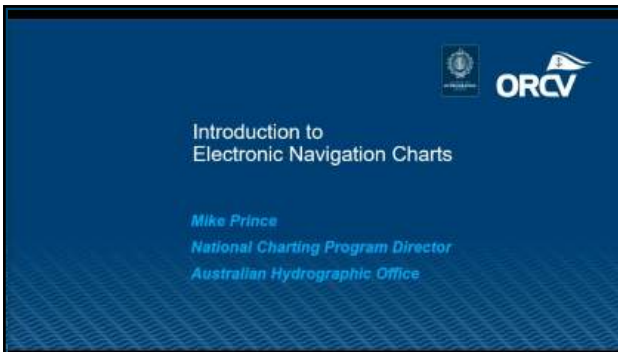 ORCV
Introduction to
Electronic Navigation Charts
Mike Prince
National Charting Program Director
Australian Hydrographic Office